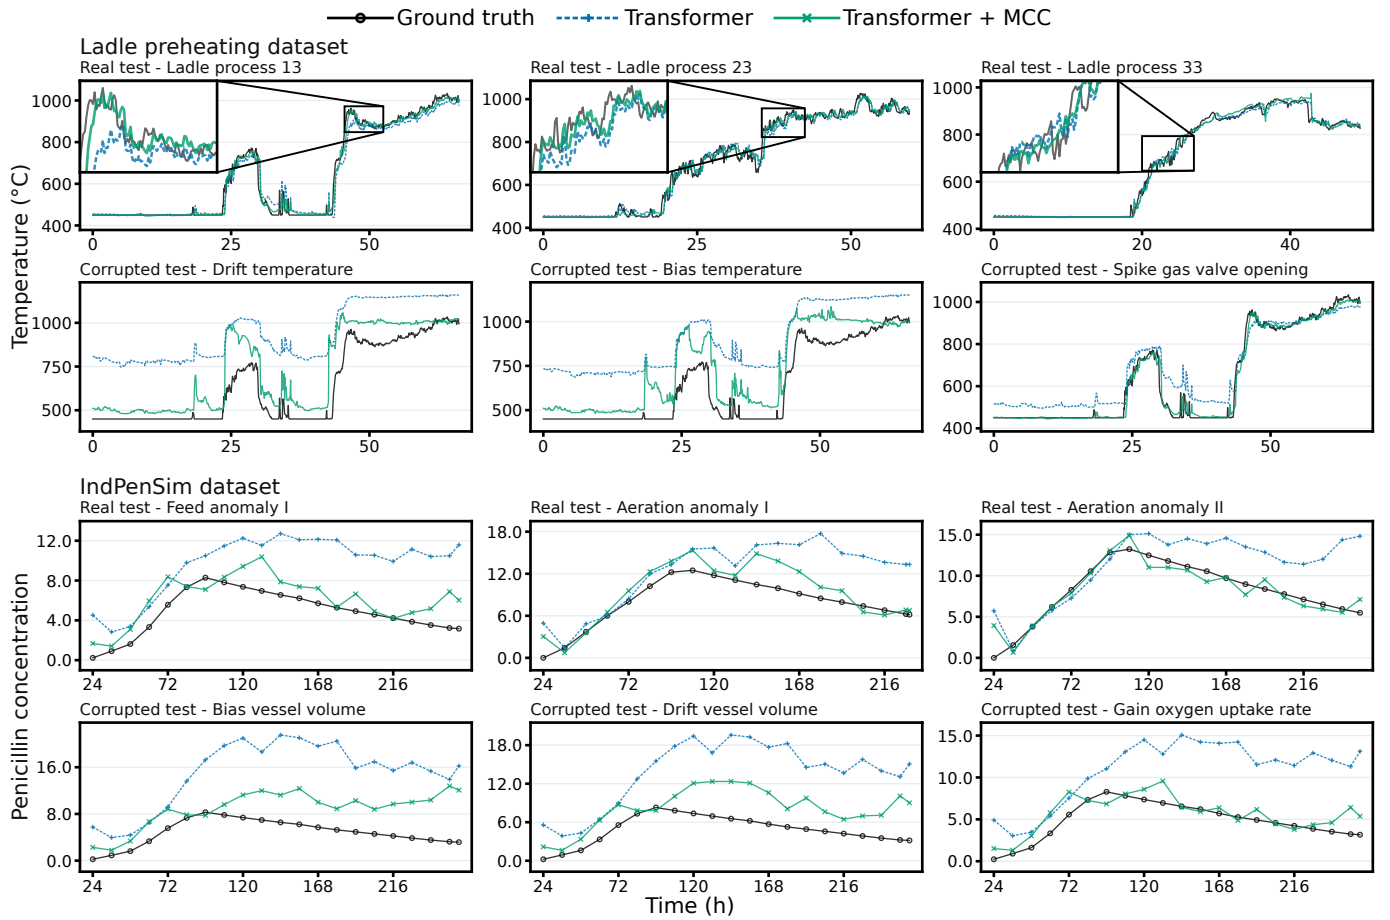 Ground truth Transformer Transformer + MCC
Ladle preheating dataset
Real test - Ladle process 13 Real test - Ladle process 23 Real test - Ladle process 33
1000 1000 1000
800 800 800
600 600 600
400 400 400
0 25 50 0 25 50 0 20 40
Temperature (°C)
Corrupted test - Drift temperature Corrupted test - Bias temperature Corrupted test - Spike gas valve opening
1000 1000 1000
750 750 800
500 500 600
400
0 25 50 0 25 50 0 25 50
IndPenSim dataset
Real test - Feed anomaly I Real test - Aeration anomaly I Real test - Aeration anomaly II
12.0 18.0 15.0
8.0 12.0 10.0
4.0 6.0 5.0
0.0 0.0 0.0
24 72 120 168 216 24 72 120 168 216 24 72 120 168 216
Penicillin concentration
Corrupted test - Bias vessel volume Corrupted test - Drift vessel volume Corrupted test - Gain oxygen uptake rate
16.0 18.0 15.0
8.0 12.0 10.0
0.0 6.0 5.0
0.0 0.0
24 72 120 168 216 24 72 120 168 216 24 72 120 168 216
Time (h)